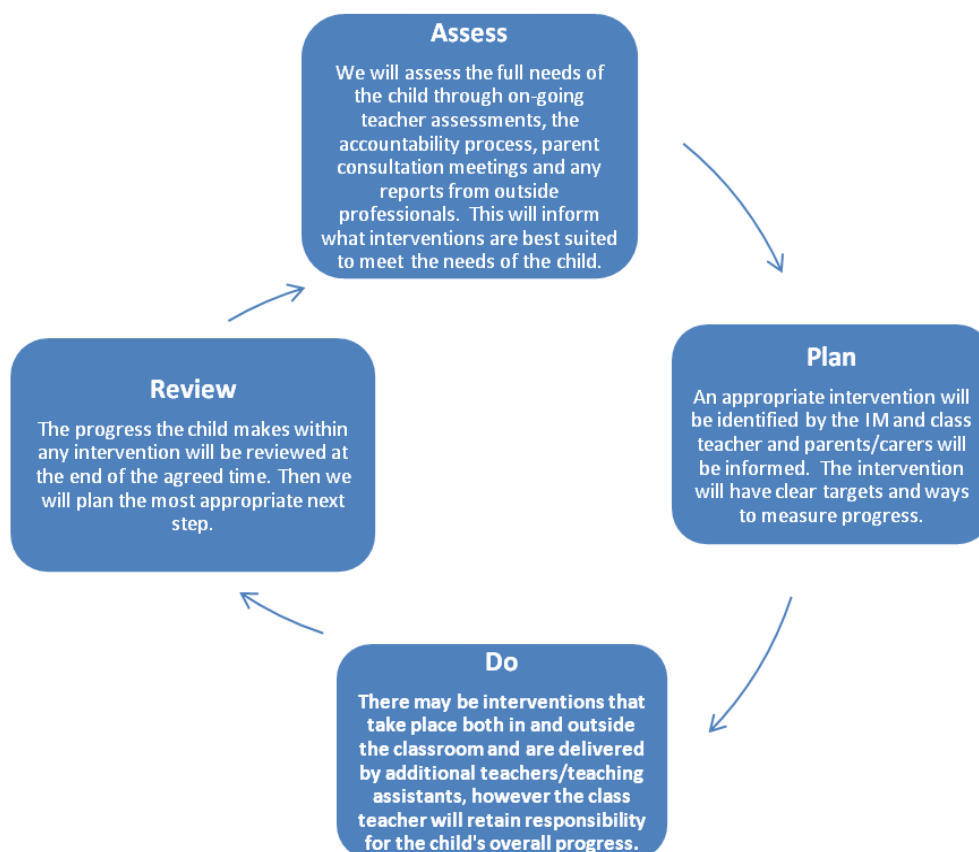 Assess
We will assess the full needs of
the child through on-going
teacher assessments, the
accountability process, parent
consultation meetings and any
reports from outside
professionals.  This will inform
what interventions are best suited
to meet the needs of the child.
Plan
An appropriate intervention will
be identified by the IM and class
teacher and parents/carers will
be informed.  The intervention
will have clear targets and ways
to measure progress.
Do
There may be interventions that
take place both in and outside
the classroom and are delivered
by additional teachers/teaching
assistants, however the class
teacher will retain responsibility
for the child's overall progress.
Review
The progress the child makes within
any intervention will be reviewed at
the end of the agreed time. Then we
will plan the most appropriate next
step.